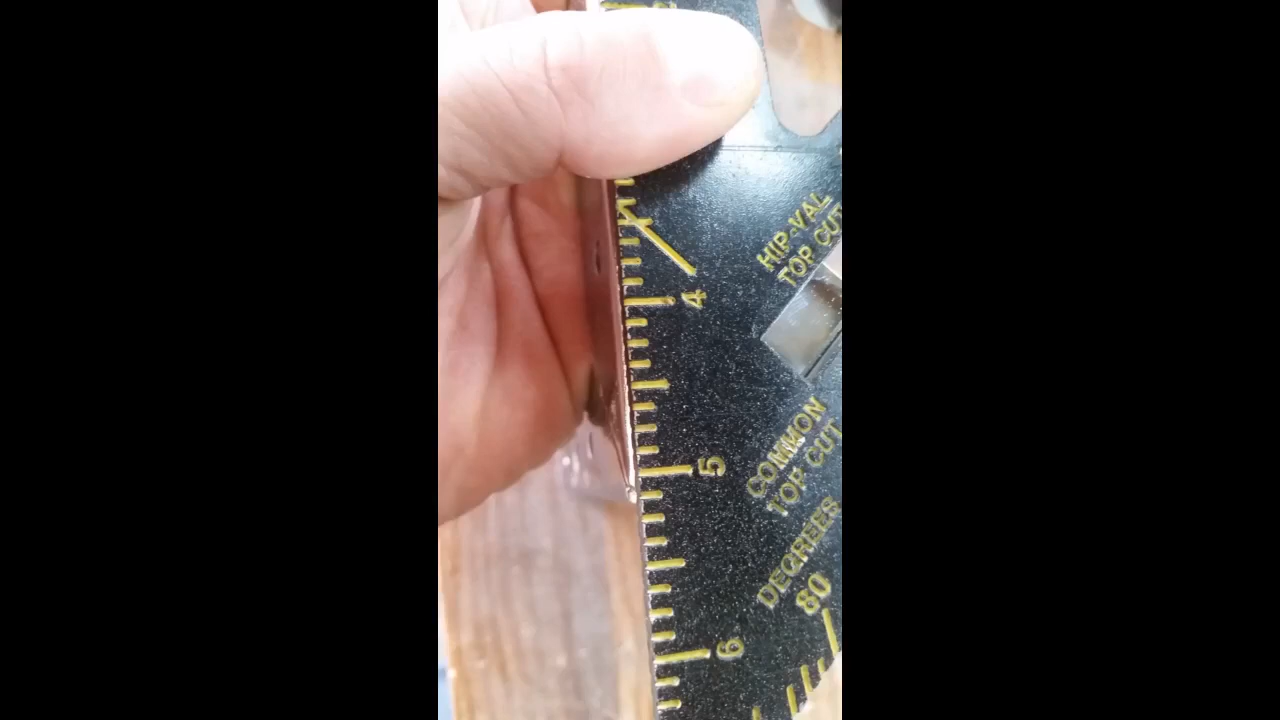 HIP-VAL
TOP CUT
4
COMMON
TOP CUT
5
DEGREES
80
6